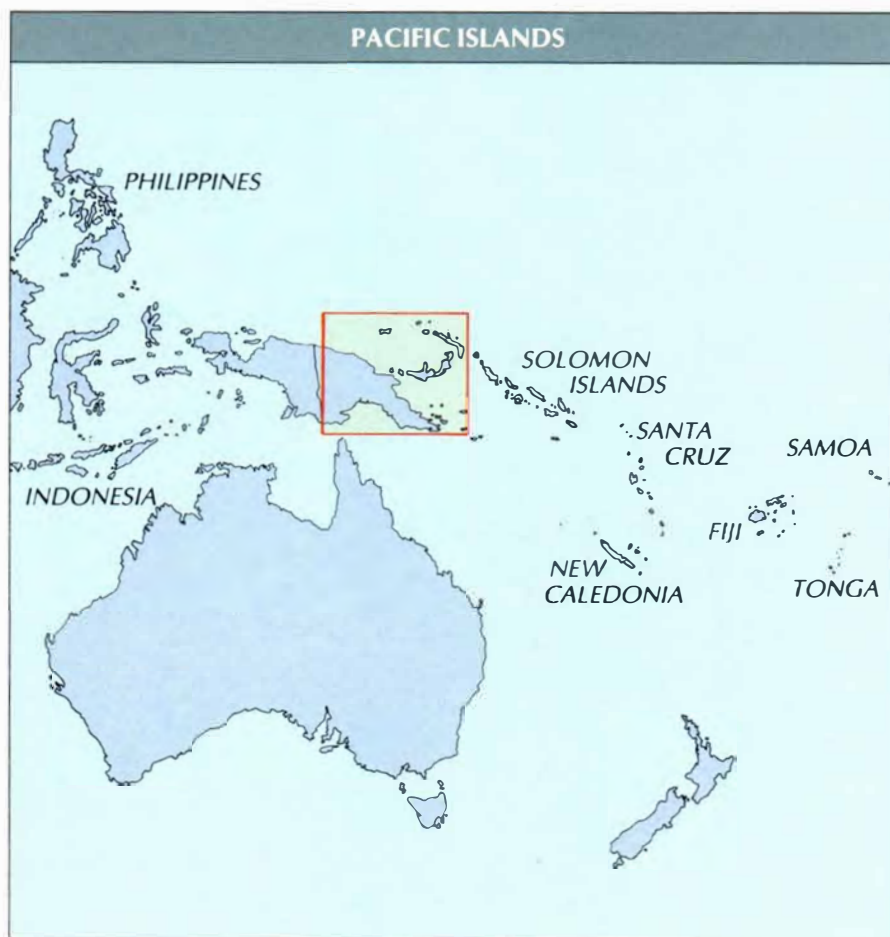 PACIFIC ISLANDS
PHILIPPINES
SOLOMON
ISLANDS
SANTA
CRUZ
SAMOA
INDONESIA
FIJI
NEW
CALEDONIA
TONGA